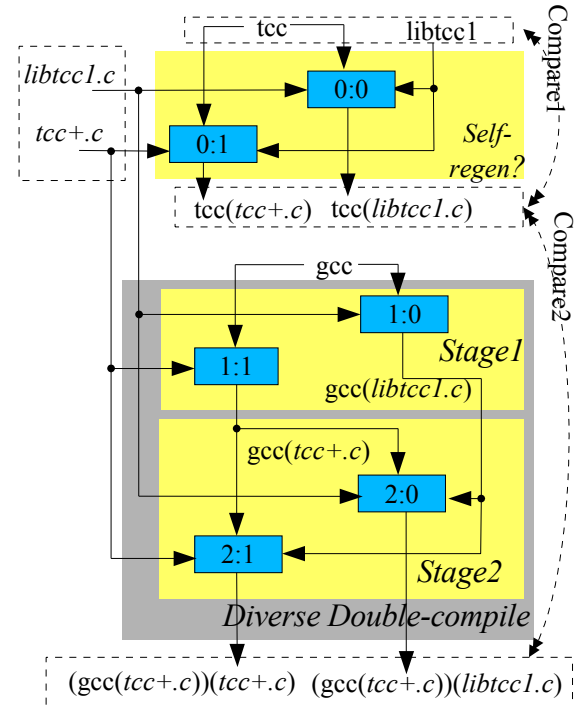 tcc
libtcc1
Compare1
libtcc1.c
0:0
tcc+.c
0:1
Self-
regen?
tcc(tcc+.c)
tcc(libtcc1.c)
Compare2
gcc
1:0
1:1
Stage1
gcc(libtcc1.c)
gcc(tcc+.c)
2:0
2:1
Stage2
Diverse Double-compile
(gcc(tcc+.c))(tcc+.c)
(gcc(tcc+.c))(libtcc1.c)